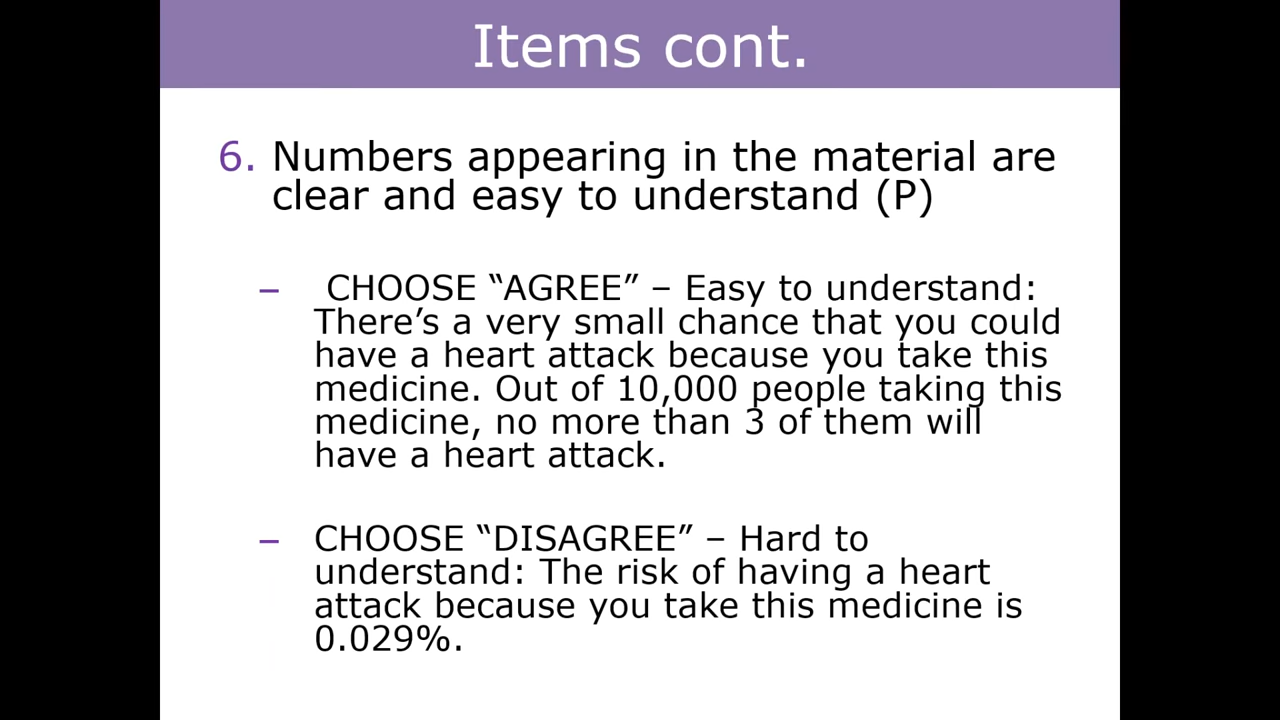 Items cont.
6. Numbers appearing in the material are
clear and easy to understand (P)
– CHOOSE “AGREE” – Easy to understand:
There’s a very small chance that you could
have a heart attack because you take this
medicine. Out of 10,000 people taking this
medicine, no more than 3 of them will
have a heart attack.
– CHOOSE “DISAGREE” – Hard to
understand: The risk of having a heart
attack because you take this medicine is
0.029%.